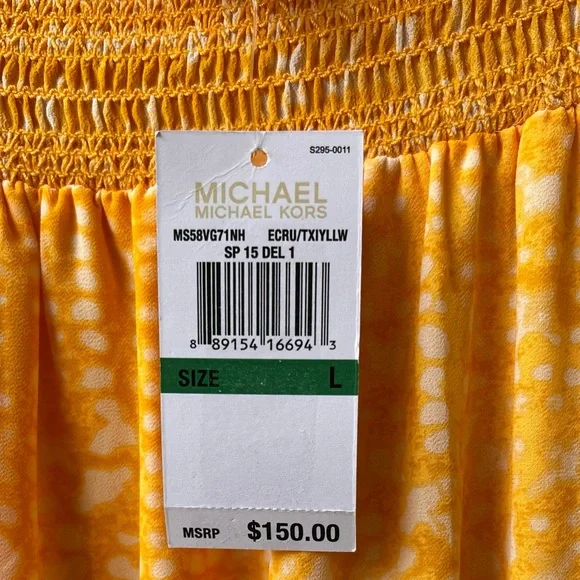 S295-0011
MICHAEL
MICHAEL KORS
MS58VG71NH ECRU/TXIYLLW
SP 15 DEL 1
8 89154 16694 3
SIZE L
MSRP $150.00